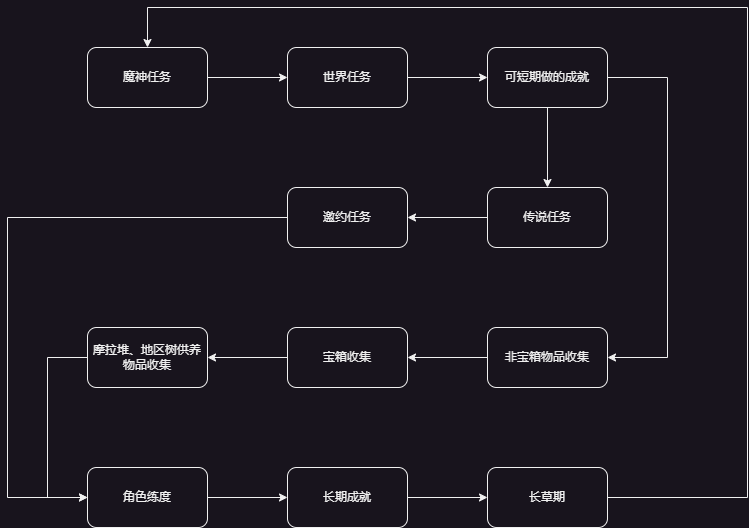 魔神任务
世界任务
可短期做的成就
邀约任务
传说任务
摩拉堆、地区树供养
物品收集
宝箱收集
非宝箱物品收集
角色练度
长期成就
长草期